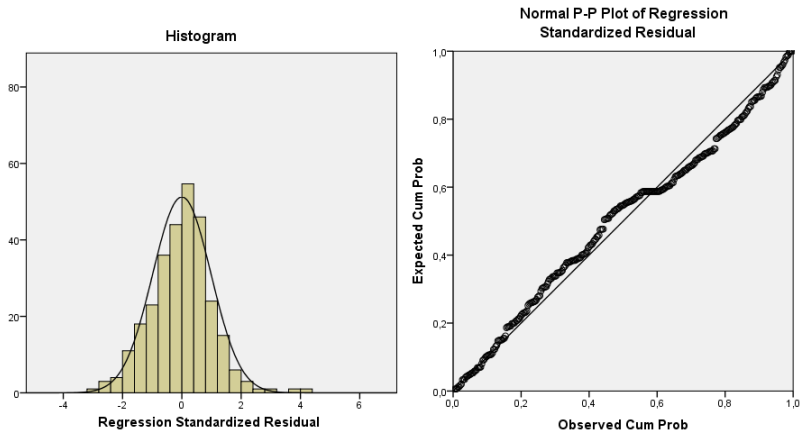 Histogram
80
60
40
20
0
-4 -2 0 2 4 6
Regression Standardized Residual
Normal P-P Plot of Regression
Standardized Residual
Expected Cum Prob
1,0
0,8
0,6
0,4
0,2
0,0
0,0 0,2 0,4 0,6 0,8 1,0
Observed Cum Prob